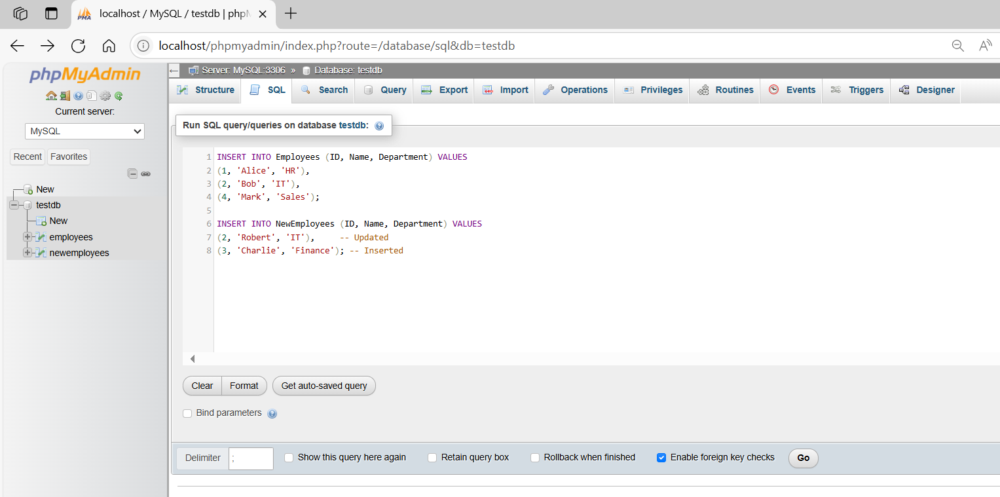 PMA localhost / MySQL / testdb | phpM
localhost/phpmyadmin/index.php?route=/database/sql&db=testdb
phpMyAdmin
Current server:
MySQL
Recent Favorites
New
testdb
New
employees
newemployees
Server: MySQL:3306 » Database: testdb
Structure SQL Search Query Export Import Operations Privileges Routines Events Triggers Designer
Run SQL query/queries on database testdb:
1 INSERT INTO Employees (ID, Name, Department) VALUES
2 (1, 'Alice', 'HR'),
3 (2, 'Bob', 'IT'),
4 (4, 'Mark', 'Sales');
5
6 INSERT INTO NewEmployees (ID, Name, Department) VALUES
7 (2, 'Robert', 'IT'),     -- Updated
8 (3, 'Charlie', 'Finance'); -- Inserted
Clear Format Get auto-saved query
Bind parameters
Delimiter ; Show this query here again Retain query box Rollback when finished Enable foreign key checks Go